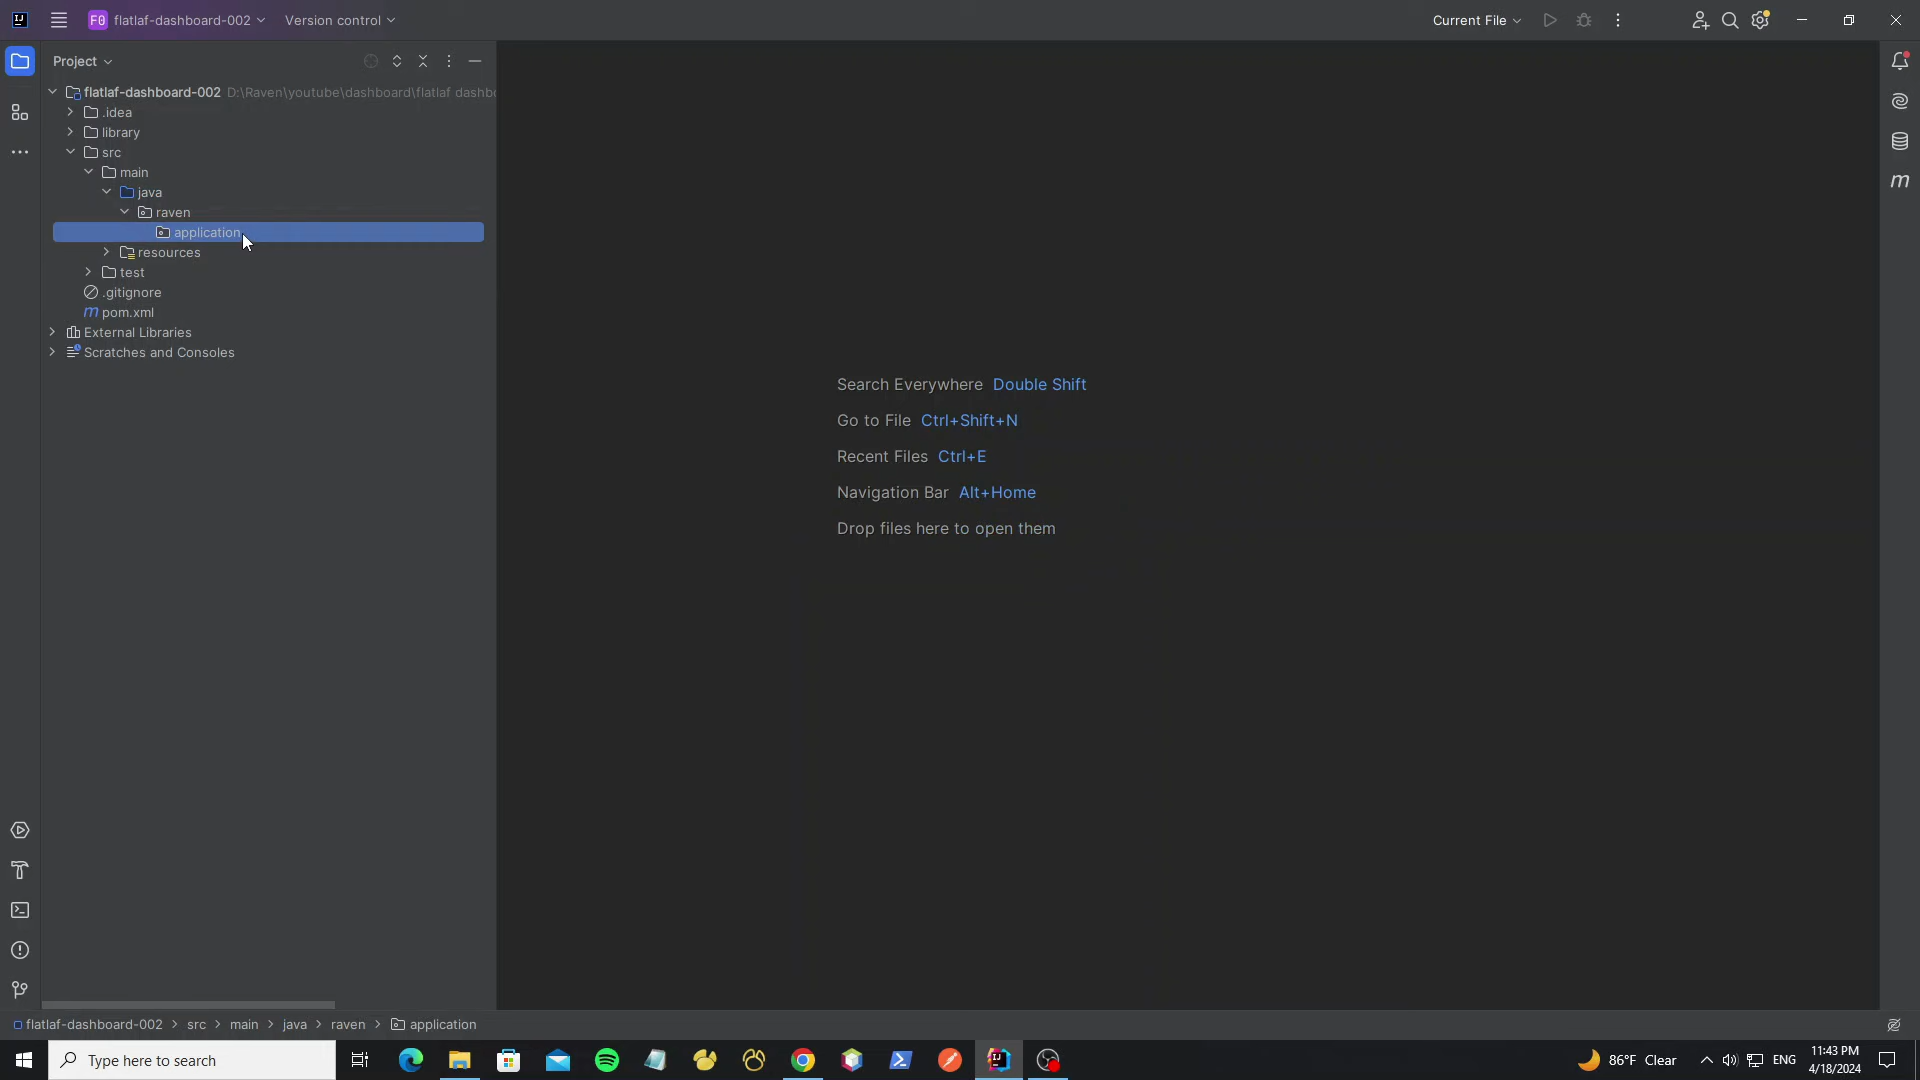 F0 flatlaf-dashboard-002 Version control Current File
Project
flatlaf-dashboard-002 D:\Raven\youtube\dashboard\flatlaf dashbo
.idea
library
src
main
java
raven
application
resources
test
.gitignore
m pom.xml
External Libraries
Scratches and Consoles
m
Search Everywhere Double Shift
Go to File Ctrl+Shift+N
Recent Files Ctrl+E
Navigation Bar Alt+Home
Drop files here to open them
flatlaf-dashboard-002 > src > main > java > raven > application
Type here to search
86°F Clear
ENG
11:43 PM
4/18/2024